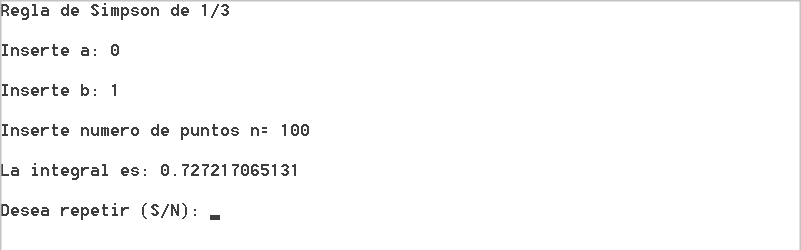 Regla de Simpson de 1/3
Inserte a: 0
Inserte b: 1
Inserte numero de puntos n= 100
La integral es: 0.727217065131
Desea repetir (S/N): _